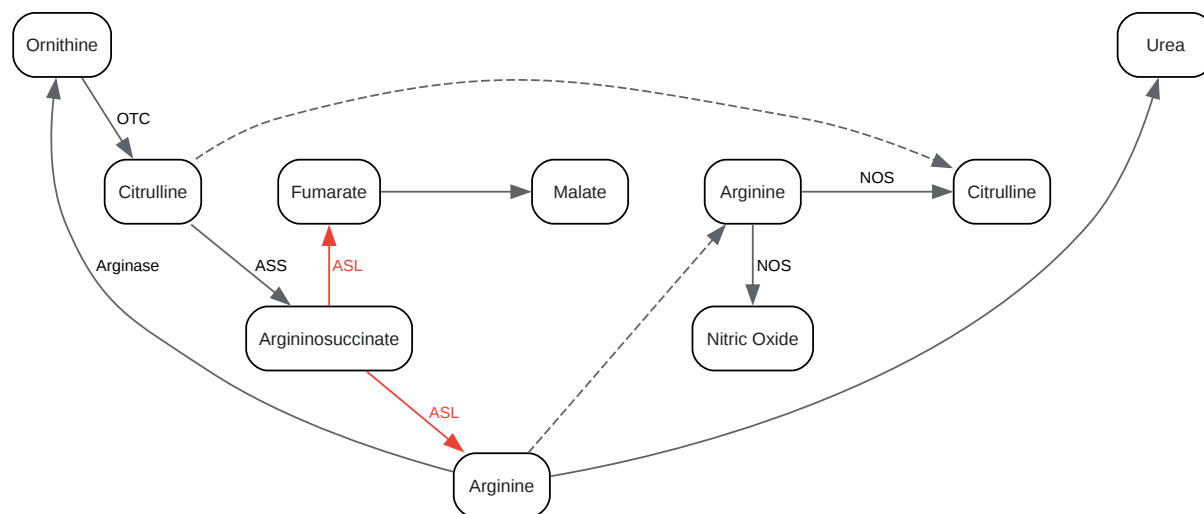 Ornithine
Urea
OTC
Citrulline
Fumarate
Malate
Arginine
NOS
Citrulline
Arginase
ASS
ASL
NOS
Argininosuccinate
Nitric Oxide
ASL
Arginine